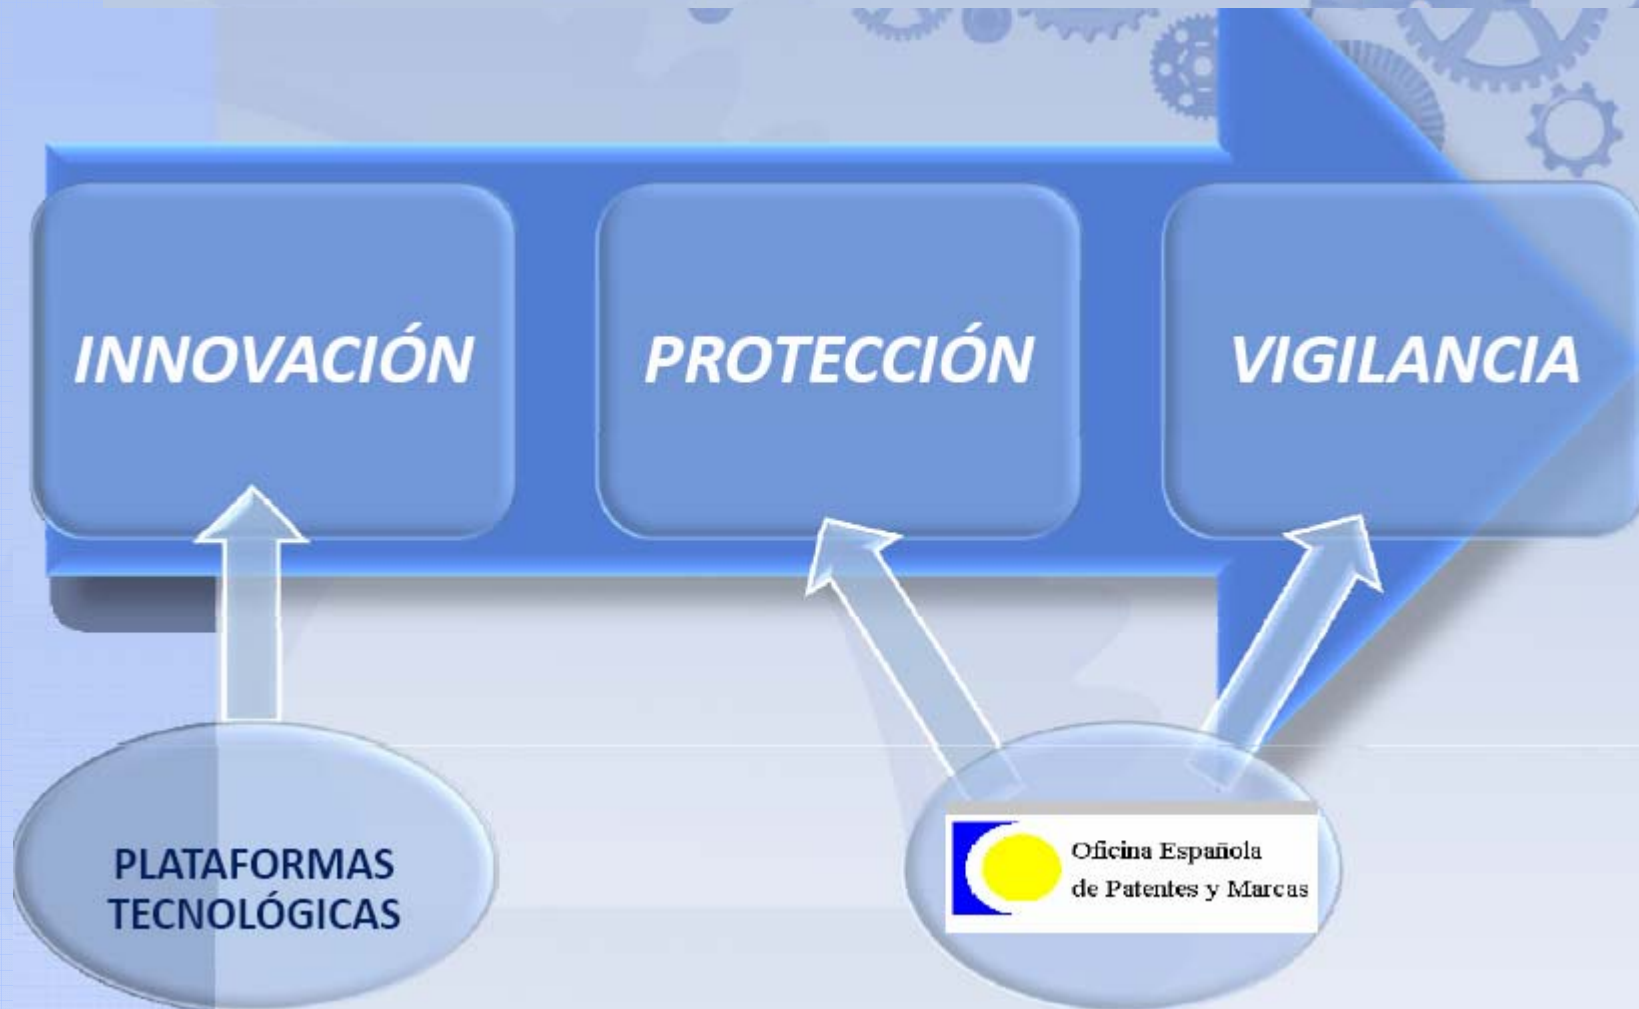 INNOVACIÓN
PROTECCIÓN
VIGILANCIA
PLATAFORMAS
TECNOLÓGICAS
Oficina Española
de Patentes y Marcas